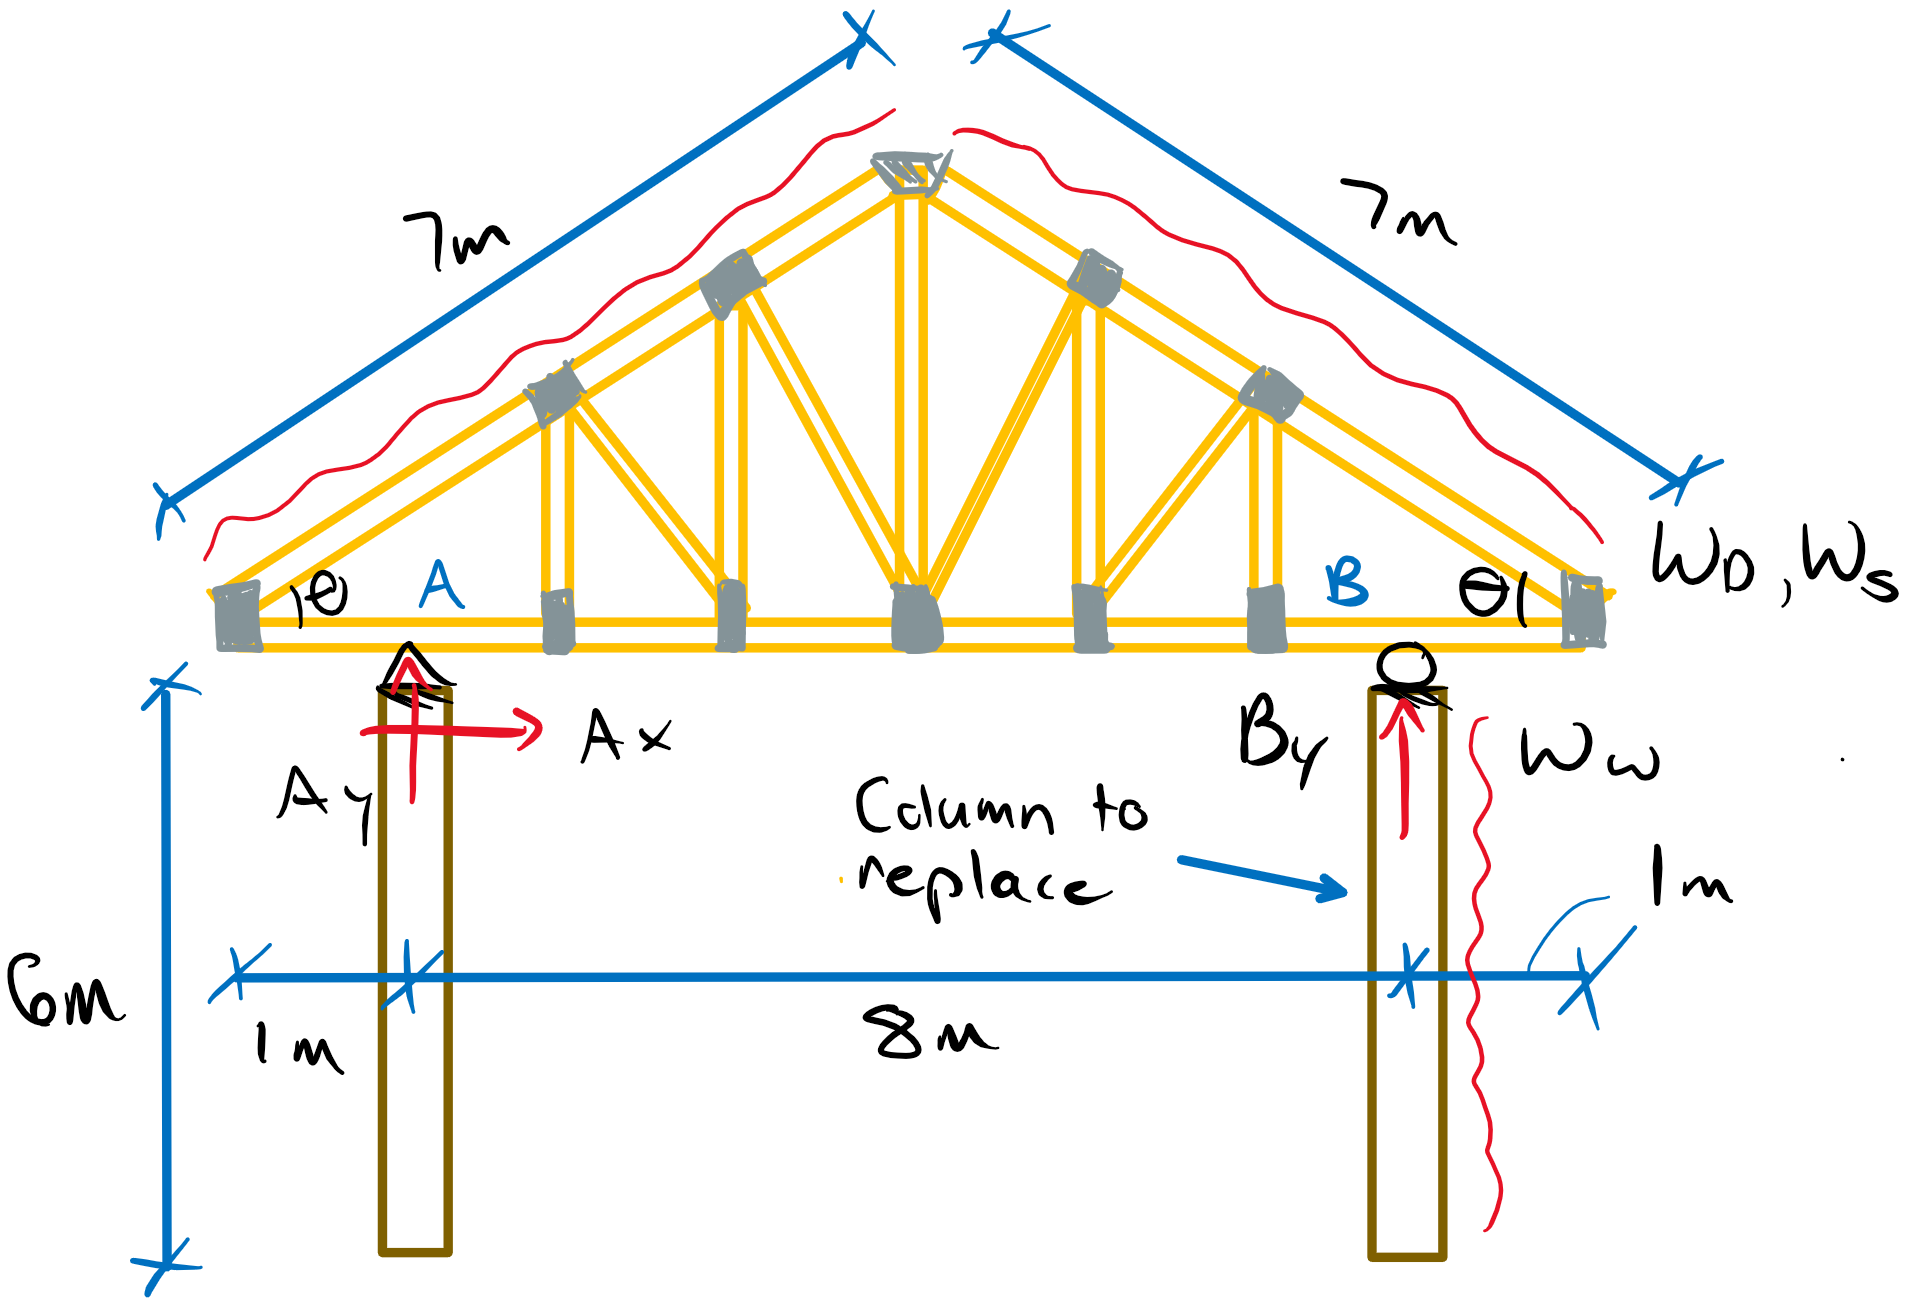 7m
7m
θ
A
B
θ
WD, Ws
Ax
Ay
By
Ww
Column to
replace
6m
1m
8m
1m